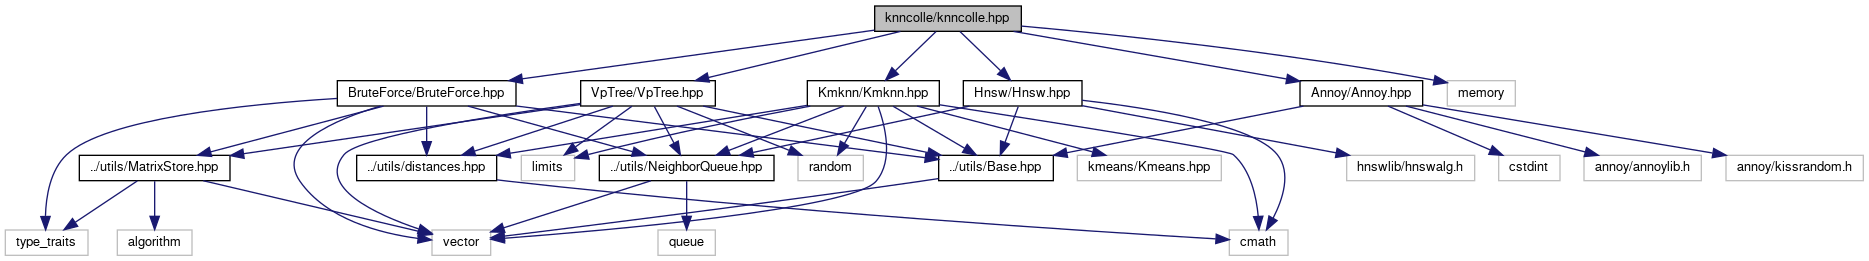 knncolle/knncolle.hpp
BruteForce/BruteForce.hpp
VpTree/VpTree.hpp
Kmknn/Kmknn.hpp
Hnsw/Hnsw.hpp
Annoy/Annoy.hpp
memory
../utils/MatrixStore.hpp
../utils/distances.hpp
limits
../utils/NeighborQueue.hpp
random
../utils/Base.hpp
kmeans/Kmeans.hpp
hnswlib/hnswalg.h
cstdint
annoy/annoylib.h
annoy/kissrandom.h
type_traits
algorithm
vector
queue
cmath